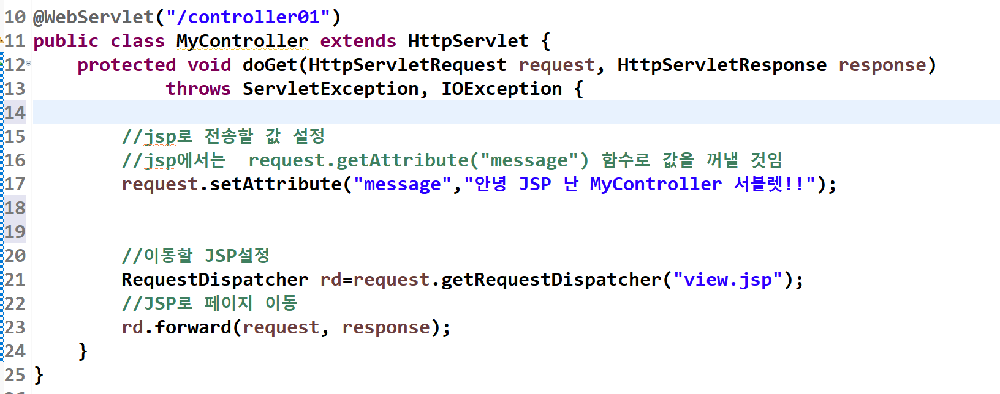 10 @WebServlet("/controller01")
11 public class MyController extends HttpServlet {
12 protected void doGet(HttpServletRequest request, HttpServletResponse response)
13 throws ServletException, IOException {
14
15 //jsp로 전송할 값 설정
16 //jsp에서는  request.getAttribute("message") 함수로 값을 꺼낼 것임
17 request.setAttribute("message","안녕 JSP 난 MyController 서블렛!!");
18
19
20 //이동할 JSP설정
21 RequestDispatcher rd=request.getRequestDispatcher("view.jsp");
22 //JSP로 페이지 이동
23 rd.forward(request, response);
24 }
25 }